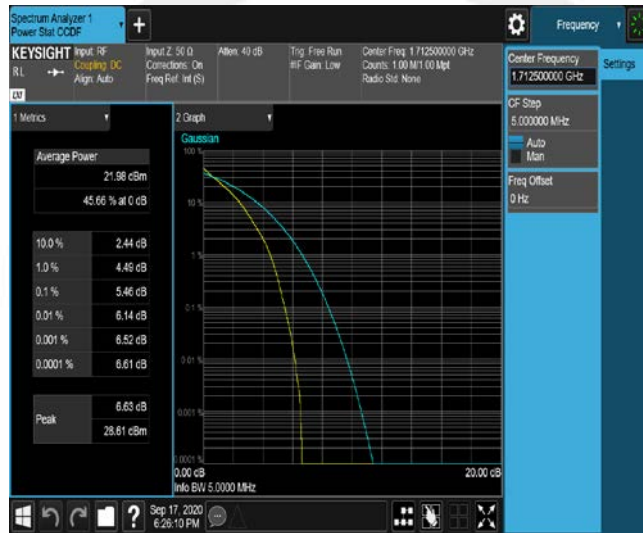 Spectrum Analyzer 1
Power Stat CCDF
Frequency
KEYSIGHT
RL
Input: RF
Coupling: DC
Align: Auto
Input Z: 50 Ω
Corrections: On
Freq Ref: Int (S)
Atten: 40 dB
Trig: Free Run
#IF Gain: Low
Center Freq: 1.712500000 GHz
Counts: 1.00 M/1.00 Mpt
Radio Std: None
LXI
Center Frequency
1.712500000 GHz
Settings
CF Step
5.000000 MHz
Auto
Man
Freq Offset
0 Hz
1 Metrics
Average Power
21.98 dBm
45.66 % at 0 dB
10.0 % 2.44 dB
1.0 % 4.49 dB
0.1 % 5.46 dB
0.01 % 6.14 dB
0.001 % 6.52 dB
0.0001 % 6.61 dB
Peak
6.63 dB
28.61 dBm
2 Graph
Gaussian
100 %
10 %
1 %
0.1 %
0.01 %
0.001 %
0.0001 %
0.00 dB
20.00 dB
Info BW 5.0000 MHz
?
Sep 17, 2020
6:26:10 PM